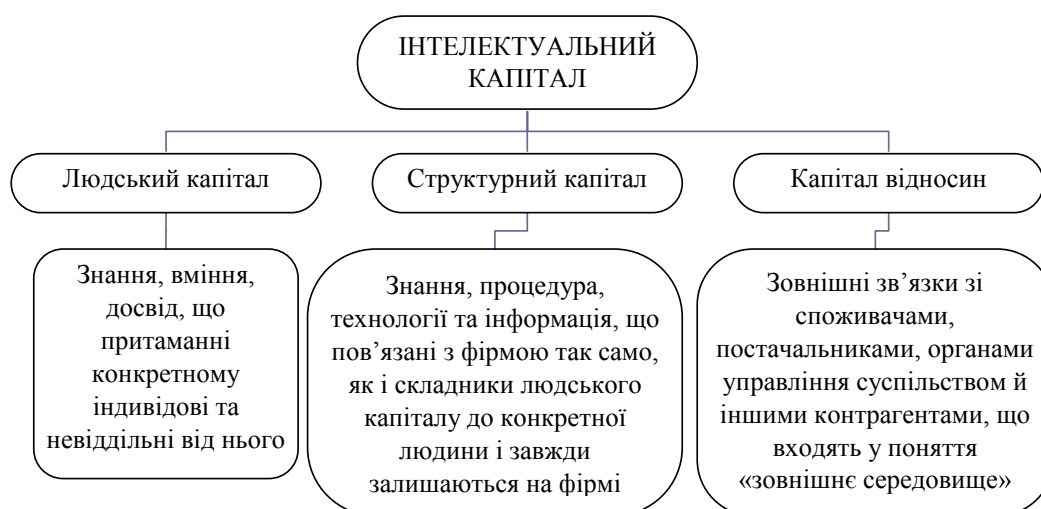 ІНТЕЛЕКТУАЛЬНИЙ
КАПІТАЛ
Людський капітал
Структурний капітал
Капітал відносин
Знання, вміння,
досвід, що
притаманні
конкретному
індивідові та
невіддільні від нього
Знання, процедура,
технології та інформація, що
пов’язані з фірмою так само,
як і складники людського
капіталу до конкретної
людини і завжди
залишаються на фірмі
Зовнішні зв’язки зі
споживачами,
постачальниками, органами
управління суспільством й
іншими контрагентами, що
входять у поняття
«зовнішнє середовище»